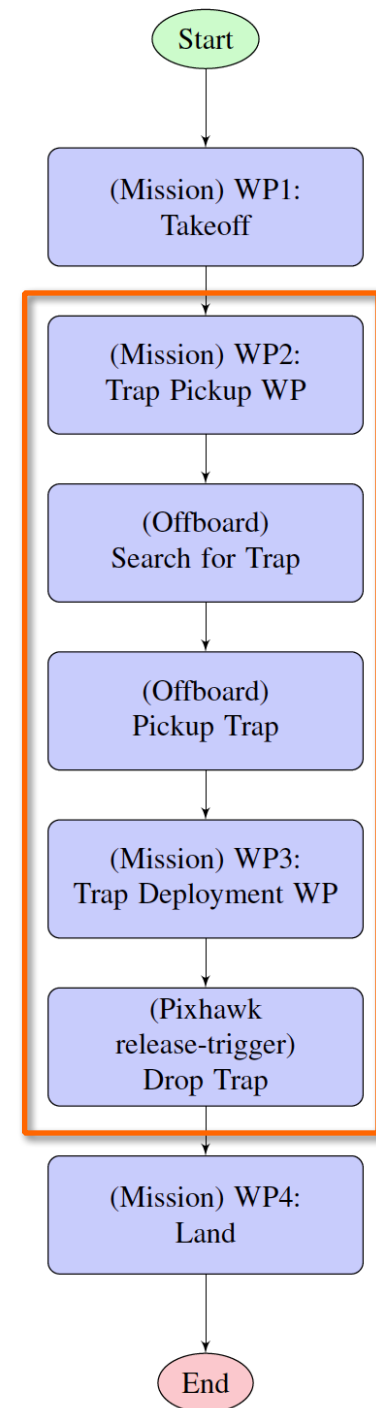 Start
(Mission) WP1:
Takeoff
(Mission) WP2:
Trap Pickup WP
(Offboard)
Search for Trap
(Offboard)
Pickup Trap
(Mission) WP3:
Trap Deployment WP
(Pixhawk
release-trigger)
Drop Trap
(Mission) WP4:
Land
End